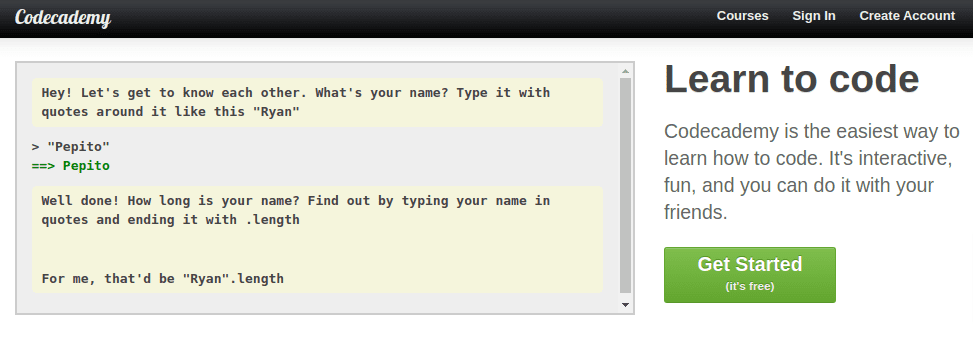 Codecademy
Courses
Sign In
Create Account
Hey! Let's get to know each other. What's your name? Type it with
quotes around it like this "Ryan"
> "Pepito"
==> Pepito
Well done! How long is your name? Find out by typing your name in
quotes and ending it with .length
For me, that'd be "Ryan".length
Learn to code
Codecademy is the easiest way to
learn how to code. It's interactive,
fun, and you can do it with your
friends.
Get Started
(it's free)